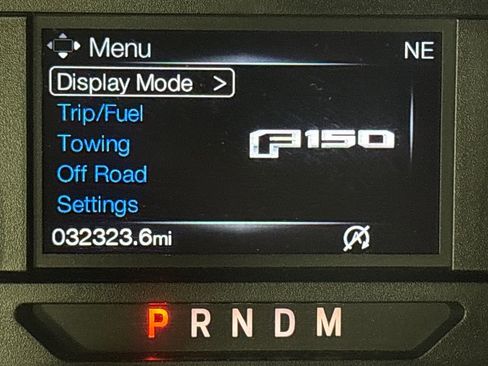 Menu NE
Display Mode >
Trip/Fuel
F150
Towing
Off Road
Settings
032323.6mi
P R N D M